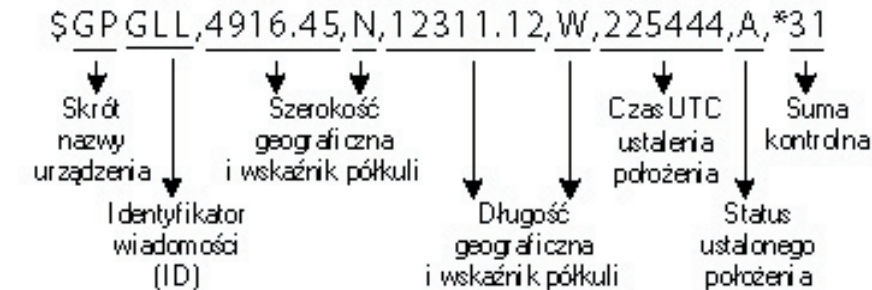 $GPGLL,4916.45,N,12311.12,W,225444,A,*31
Skrót
nazwy
urządzenia
Identyfikator
wiadomości
(ID)
Szerokość
geograficzna
i wskaźnik półkuli
Długość
geograficzna
i wskaźnik półkuli
Czas UTC
ustalenia
położenia
Status
ustalonego
położenia
Suma
kontrolna